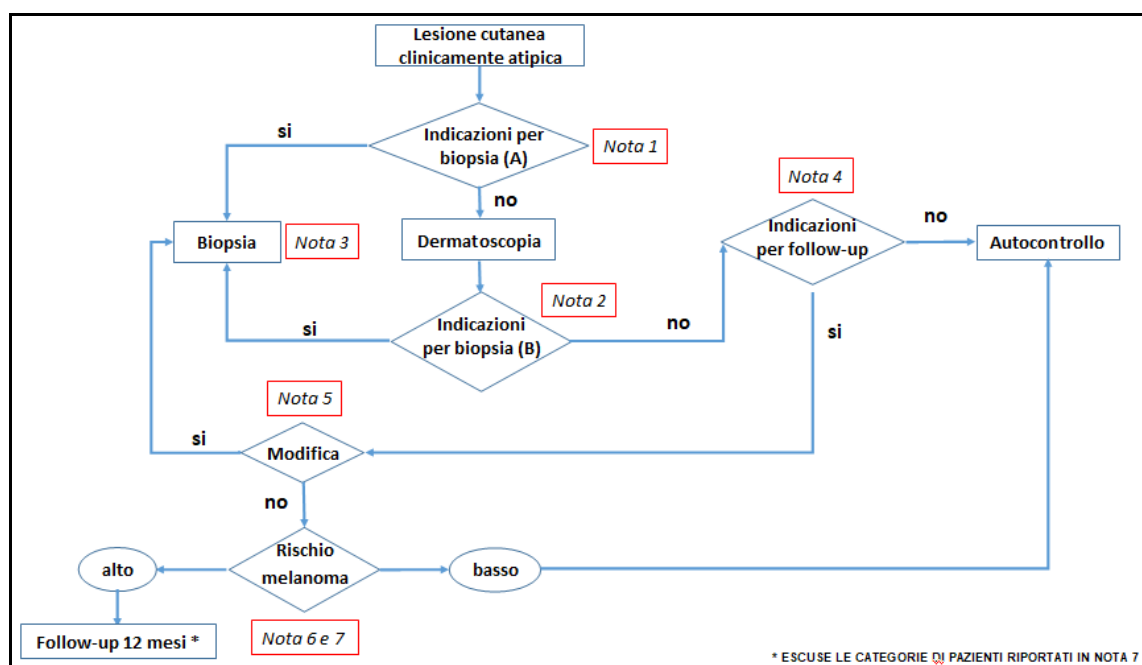 Lesione cutanea
clinicamente atipica
si
Indicazioni per
biopsia (A)
Nota 1
no
Nota 4
Biopsia
Nota 3
Dermatoscopia
Indicazioni
per follow-up
no
Autocontrollo
Nota 2
si
Indicazioni
per biopsia (B)
no
si
Nota 5
si
Modifica
no
Rischio
melanoma
alto
basso
Follow-up 12 mesi *
Nota 6 e 7
* ESCUSE LE CATEGORIE DI PAZIENTI RIPORTATI IN NOTA 7